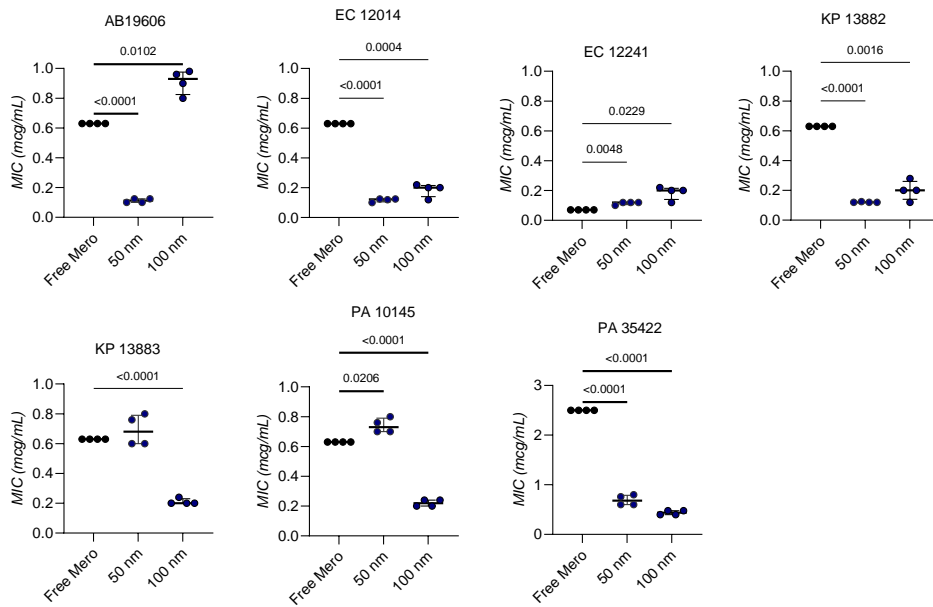 AB19606
0.0102
<0.0001
MIC (mcg/mL)
1.0
0.8
0.6
0.4
0.2
0.0
Free Mero
50 nm
100 nm
EC 12014
0.0004
<0.0001
MIC (mcg/mL)
1.0
0.8
0.6
0.4
0.2
0.0
Free Mero
50 nm
100 nm
EC 12241
0.0229
0.0048
MIC (mcg/mL)
1.0
0.8
0.6
0.4
0.2
0.0
Free Mero
50 nm
100 nm
KP 13882
0.0016
<0.0001
MIC (mcg/mL)
1.0
0.8
0.6
0.4
0.2
0.0
Free Mero
50 nm
100 nm
KP 13883
<0.0001
MIC (mcg/mL)
1.0
0.8
0.6
0.4
0.2
0.0
Free Mero
50 nm
100 nm
PA 10145
<0.0001
0.0206
MIC (mcg/mL)
1.0
0.8
0.6
0.4
0.2
0.0
Free Mero
50 nm
100 nm
PA 35422
<0.0001
<0.0001
MIC (mcg/mL)
3
2
1
0
Free Mero
50 nm
100 nm